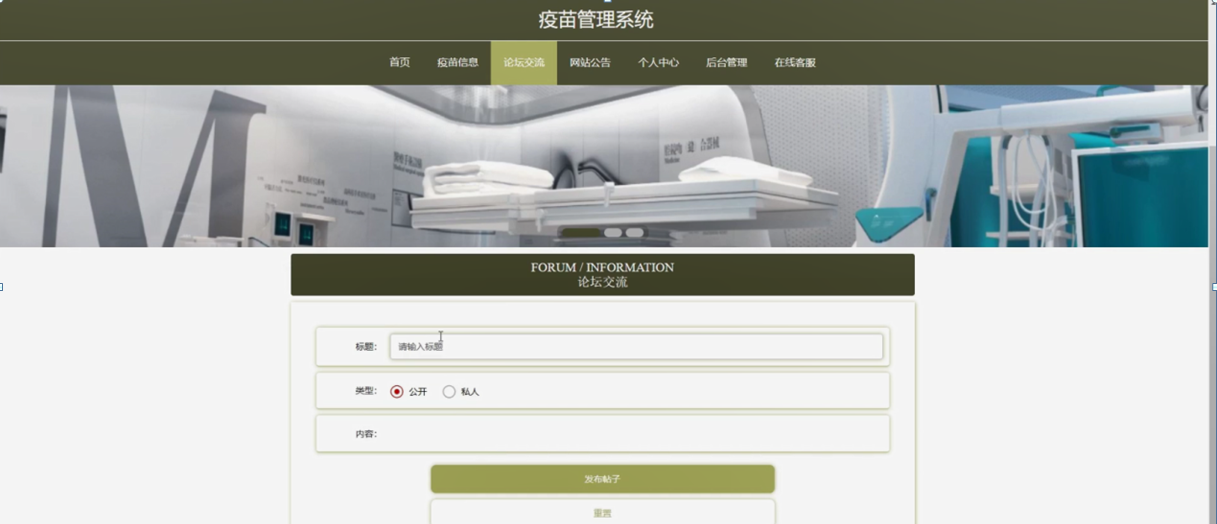 疫苗管理系统
首页 疫苗信息 论坛交流 网站公告 个人中心 后台管理 在线客服
M
FORUM / INFORMATION
论坛交流
标题: 请输入标题
类型: 公开 私人
内容:
发布帖子
重置